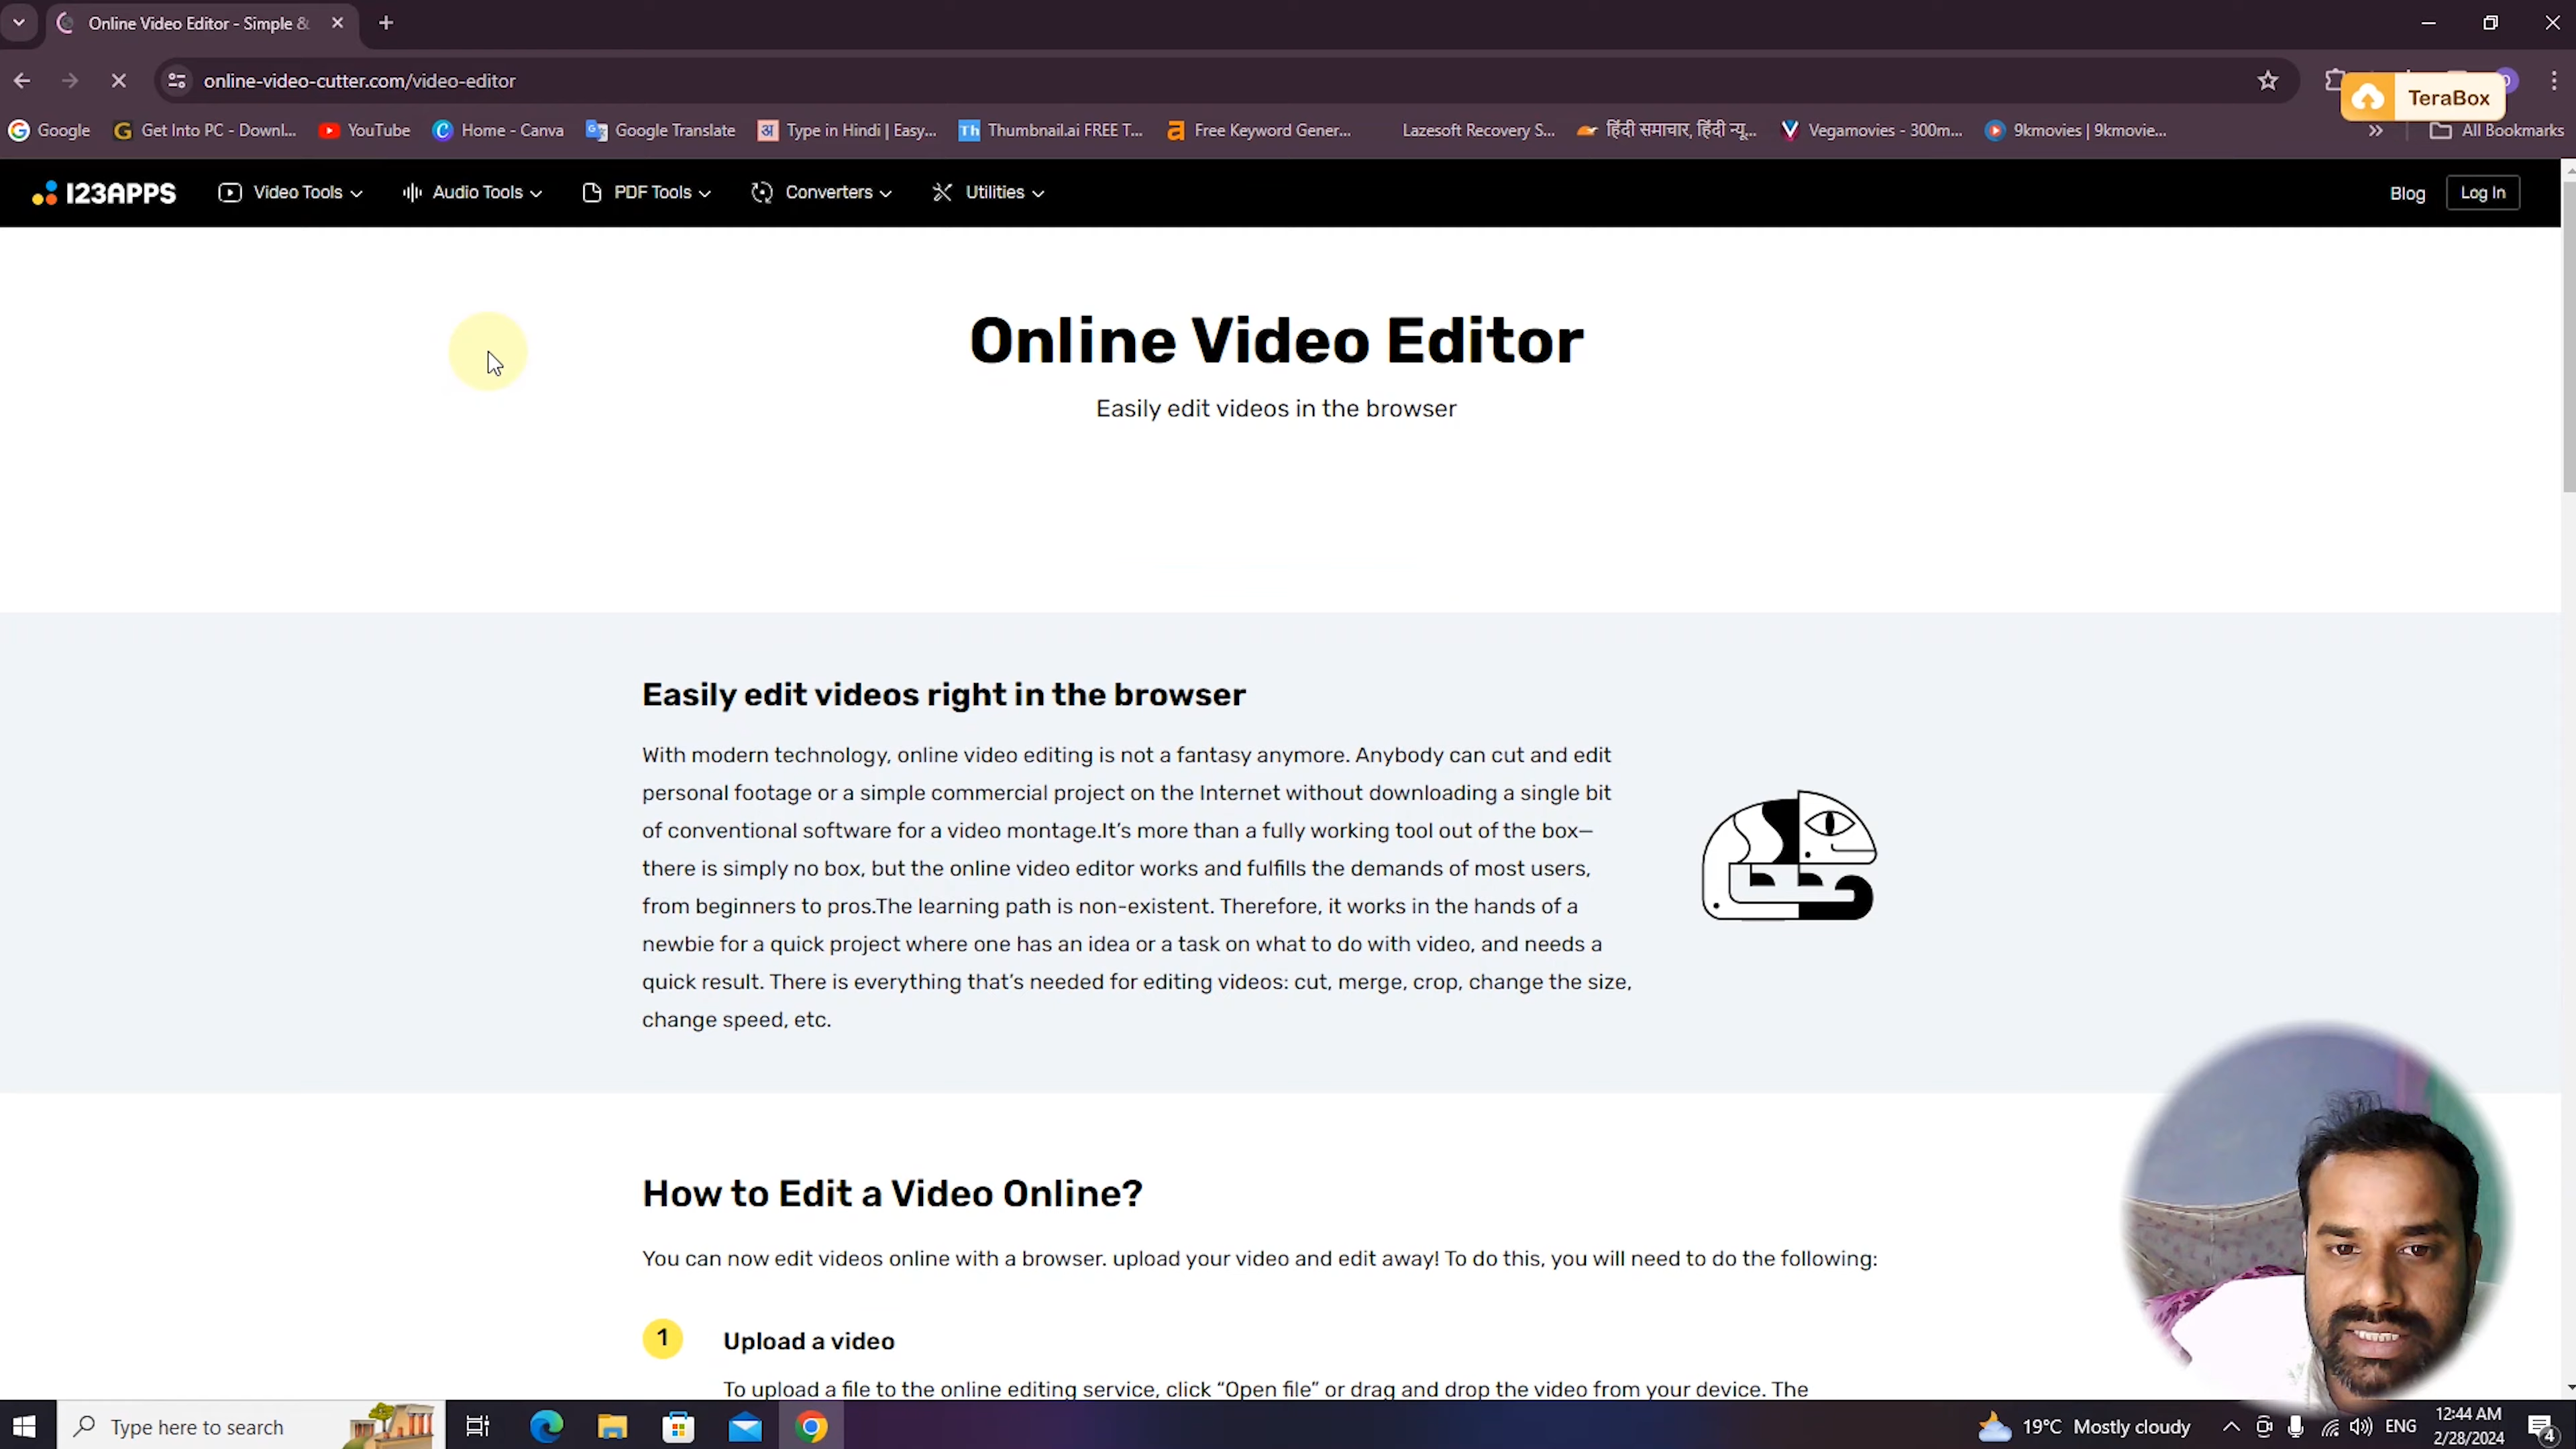 Online Video Editor - Simple &
online-video-cutter.com/video-editor
TeraBox
Google
Get Into PC - Downl...
YouTube
Home - Canva
Google Translate
Type in Hindi | Easy...
Thumbnail.ai FREE T...
Free Keyword Gener...
Lazesoft Recovery S...
हिंदी समाचार, हिंदी न्यू...
Vegamovies - 300m...
9kmovies | 9kmovie...
All Bookmarks
123APPS
Video Tools
Audio Tools
PDF Tools
Converters
Utilities
Blog
Log In
Online Video Editor
Easily edit videos in the browser
Easily edit videos right in the browser
With modern technology, online video editing is not a fantasy anymore. Anybody can cut and edit
personal footage or a simple commercial project on the Internet without downloading a single bit
of conventional software for a video montage.It's more than a fully working tool out of the box—
there is simply no box, but the online video editor works and fulfills the demands of most users,
from beginners to pros.The learning path is non-existent. Therefore, it works in the hands of a
newbie for a quick project where one has an idea or a task on what to do with video, and needs a
quick result. There is everything that's needed for editing videos: cut, merge, crop, change the size,
change speed, etc.
How to Edit a Video Online?
You can now edit videos online with a browser. upload your video and edit away! To do this, you will need to do the following:
1
Upload a video
To upload a file to the online editing service, click “Open file” or drag and drop the video from your device. The
Type here to search
19°C Mostly cloudy
ENG
12:44 AM
2/28/2024
4